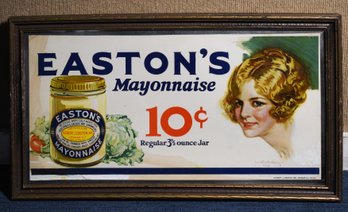 EASTON'S
Mayonnaise
10¢
Regular 3½ ounce Jar
EASTON'S
MAYONNAISE